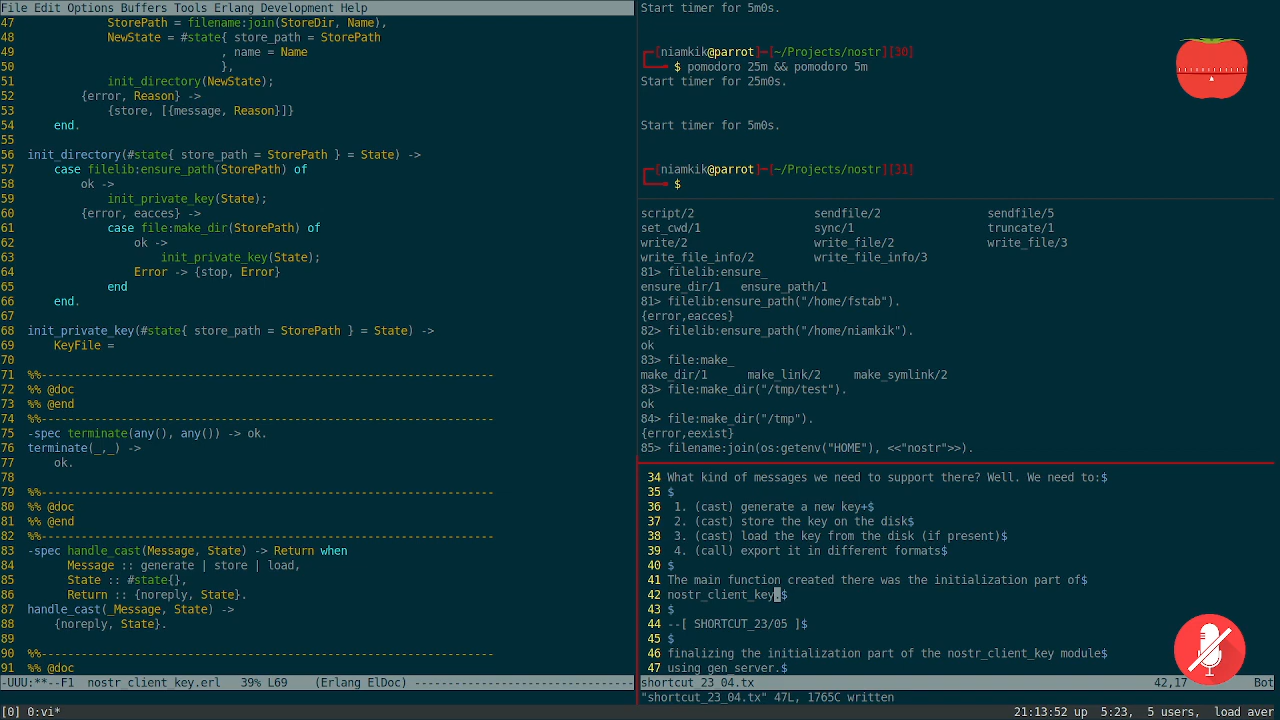 File Edit Options Buffers Tools Erlang Development Help
47              StorePath = filename:join(StoreDir, Name),
48              NewState = #state{ store_path = StorePath
49                               , name = Name
50                               },
51              init_directory(NewState);
52          {error, Reason} ->
53              {store, [{message, Reason}]}
54      end.
55
56  init_directory(#state{ store_path = StorePath } = State) ->
57      case filelib:ensure_path(StorePath) of
58          ok ->
59              init_private_key(State);
60          {error, eacces} ->
61              case file:make_dir(StorePath) of
62                  ok ->
63                      init_private_key(State);
64                  Error -> {stop, Error}
65              end
66      end.
67
68  init_private_key(#state{ store_path = StorePath } = State) ->
69      KeyFile =
70
71  %%--------------------------------------------------------------------
72  %% @doc
73  %% @end
74  %%--------------------------------------------------------------------
75  -spec terminate(any(), any()) -> ok.
76  terminate(_,_) ->
77      ok.
78
79  %%--------------------------------------------------------------------
80  %% @doc
81  %% @end
82  %%--------------------------------------------------------------------
83  -spec handle_cast(Message, State) -> Return when
84        Message :: generate | store | load,
85        State :: #state{},
86        Return :: {noreply, State}.
87  handle_cast(_Message, State) ->
88      {noreply, State}.
89
90  %%--------------------------------------------------------------------
91  %% @doc
-UUU:**--F1  nostr_client_key.erl   39% L69    (Erlang ElDoc) ---------------------------------
Start timer for 5m0s.
┌─[niamkik@parrot]─[~/Projects/nostr][30]
└──╼ $ pomodoro 25m && pomodoro 5m
Start timer for 25m0s.
Start timer for 5m0s.
┌─[niamkik@parrot]─[~/Projects/nostr][31]
└──╼ $
script/2                  sendfile/2                sendfile/5
set_cwd/1                 sync/1                    truncate/1
write/2                   write_file/2              write_file/3
write_file_info/2         write_file_info/3
81> filelib:ensure_
ensure_dir/1   ensure_path/1
81> filelib:ensure_path("/home/fstab").
{error,eacces}
82> filelib:ensure_path("/home/niamkik").
ok
83> file:make_
make_dir/1      make_link/2     make_symlink/2
83> file:make_dir("/tmp/test").
ok
84> file:make_dir("/tmp").
{error,eexist}
85> filename:join(os:getenv("HOME"), <<"nostr">>).
34 What kind of messages we need to support there? Well. We need to:$
35 $
36  1. (cast) generate a new key+$
37  2. (cast) store the key on the disk$
38  3. (cast) load the key from the disk (if present)$
39  4. (call) export it in different formats$
40 $
41 The main function created there was the initialization part of$
42 nostr_client_key.$
43 $
44 --[ SHORTCUT_23/05 ]$
45 $
46 finalizing the initialization part of the nostr_client_key module$
47 using gen_server.$
shortcut_23_04.tx                                                     42,17          Bot
"shortcut_23_04.tx" 47L, 1765C written
[0] 0:vi*                                                     21:13:52 up  5:23,  5 users,  load aver